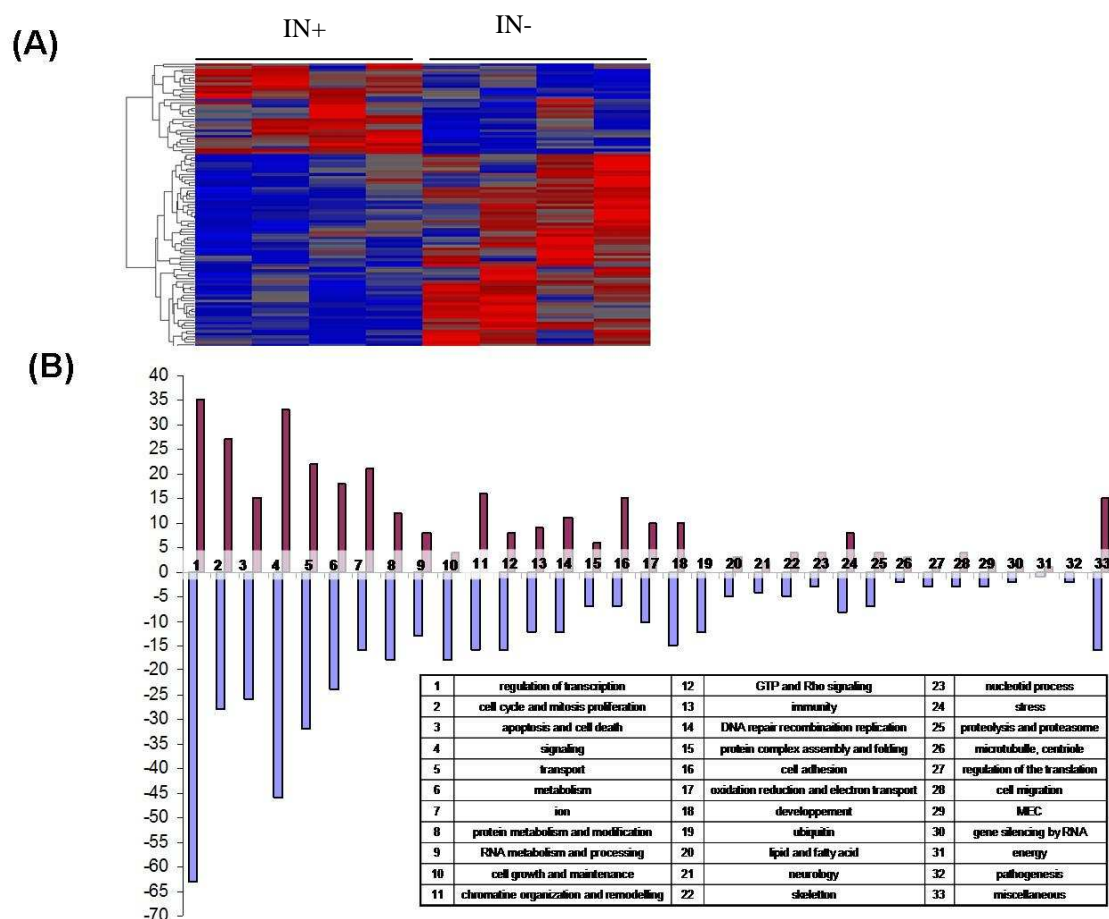 IN+ IN-
(A)
(B)
40
35
30
25
20
15
10
5
0
-5
-10
-15
-20
-25
-30
-35
-40
-45
-50
-55
-60
-65
-70
1 2 3 4 5 6 7 8 9 10 11 12 13 14 15 16 17 18 19 20 21 22 23 24 25 26 27 28 29 30 31 32 33
1 regulation of transcription 12 GTP and Rho signaling 23 nucleotid process
2 cell cycle and mitosis proliferation 13 immunity 24 stress
3 apoptosis and cell death 14 DNA repair recombinaition replication 25 proteolysis and proteasome
4 signaling 15 protein complex assembly and folding 26 microtubulle, centriole
5 transport 16 cell adhesion 27 regulation of the translation
6 metabolism 17 oxidation reduction and electron transport 28 cell migration
7 ion 18 developpement 29 MEC
8 protein metabolism and modification 19 ubiquitin 30 gene silencing by RNA
9 RNA metabolism and processing 20 lipid and fatty acid 31 energy
10 cell growth and maintenance 21 neurology 32 pathogenesis
11 chromatine organization and remodelling 22 skeletton 33 miscellaneous